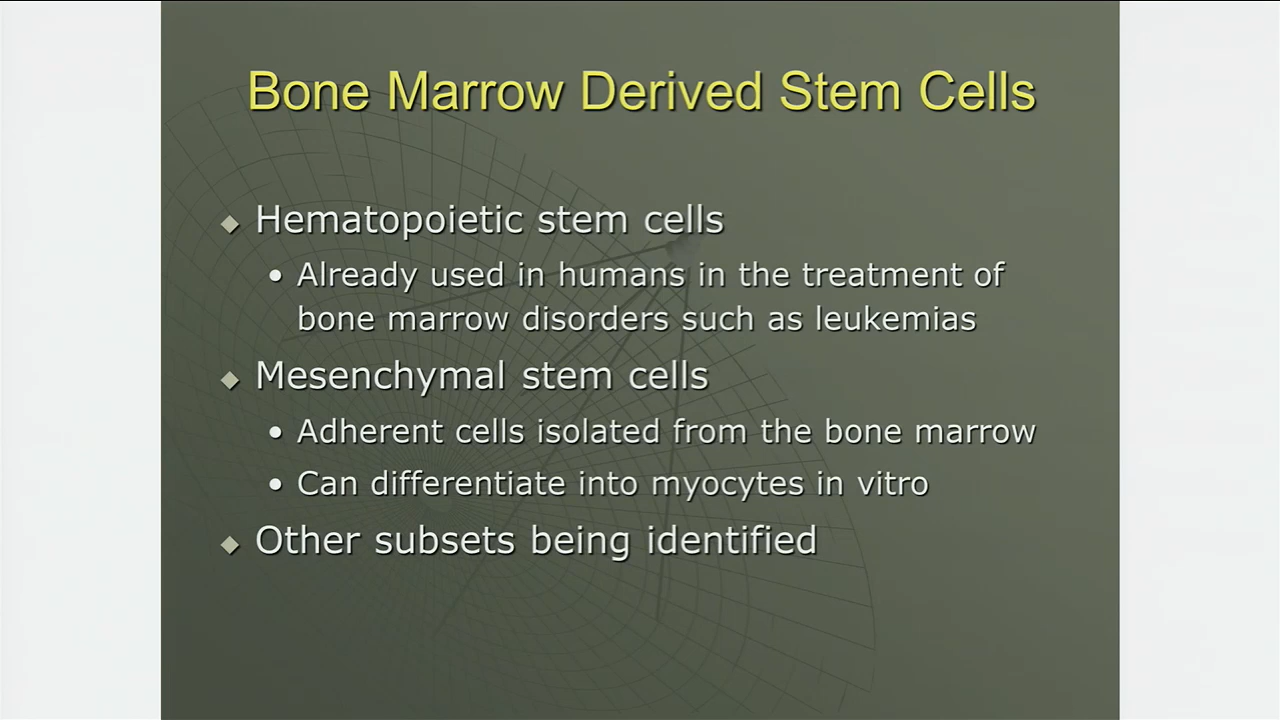 Bone Marrow Derived Stem Cells
Hematopoietic stem cells
Already used in humans in the treatment of
bone marrow disorders such as leukemias
Mesenchymal stem cells
Adherent cells isolated from the bone marrow
Can differentiate into myocytes in vitro
Other subsets being identified